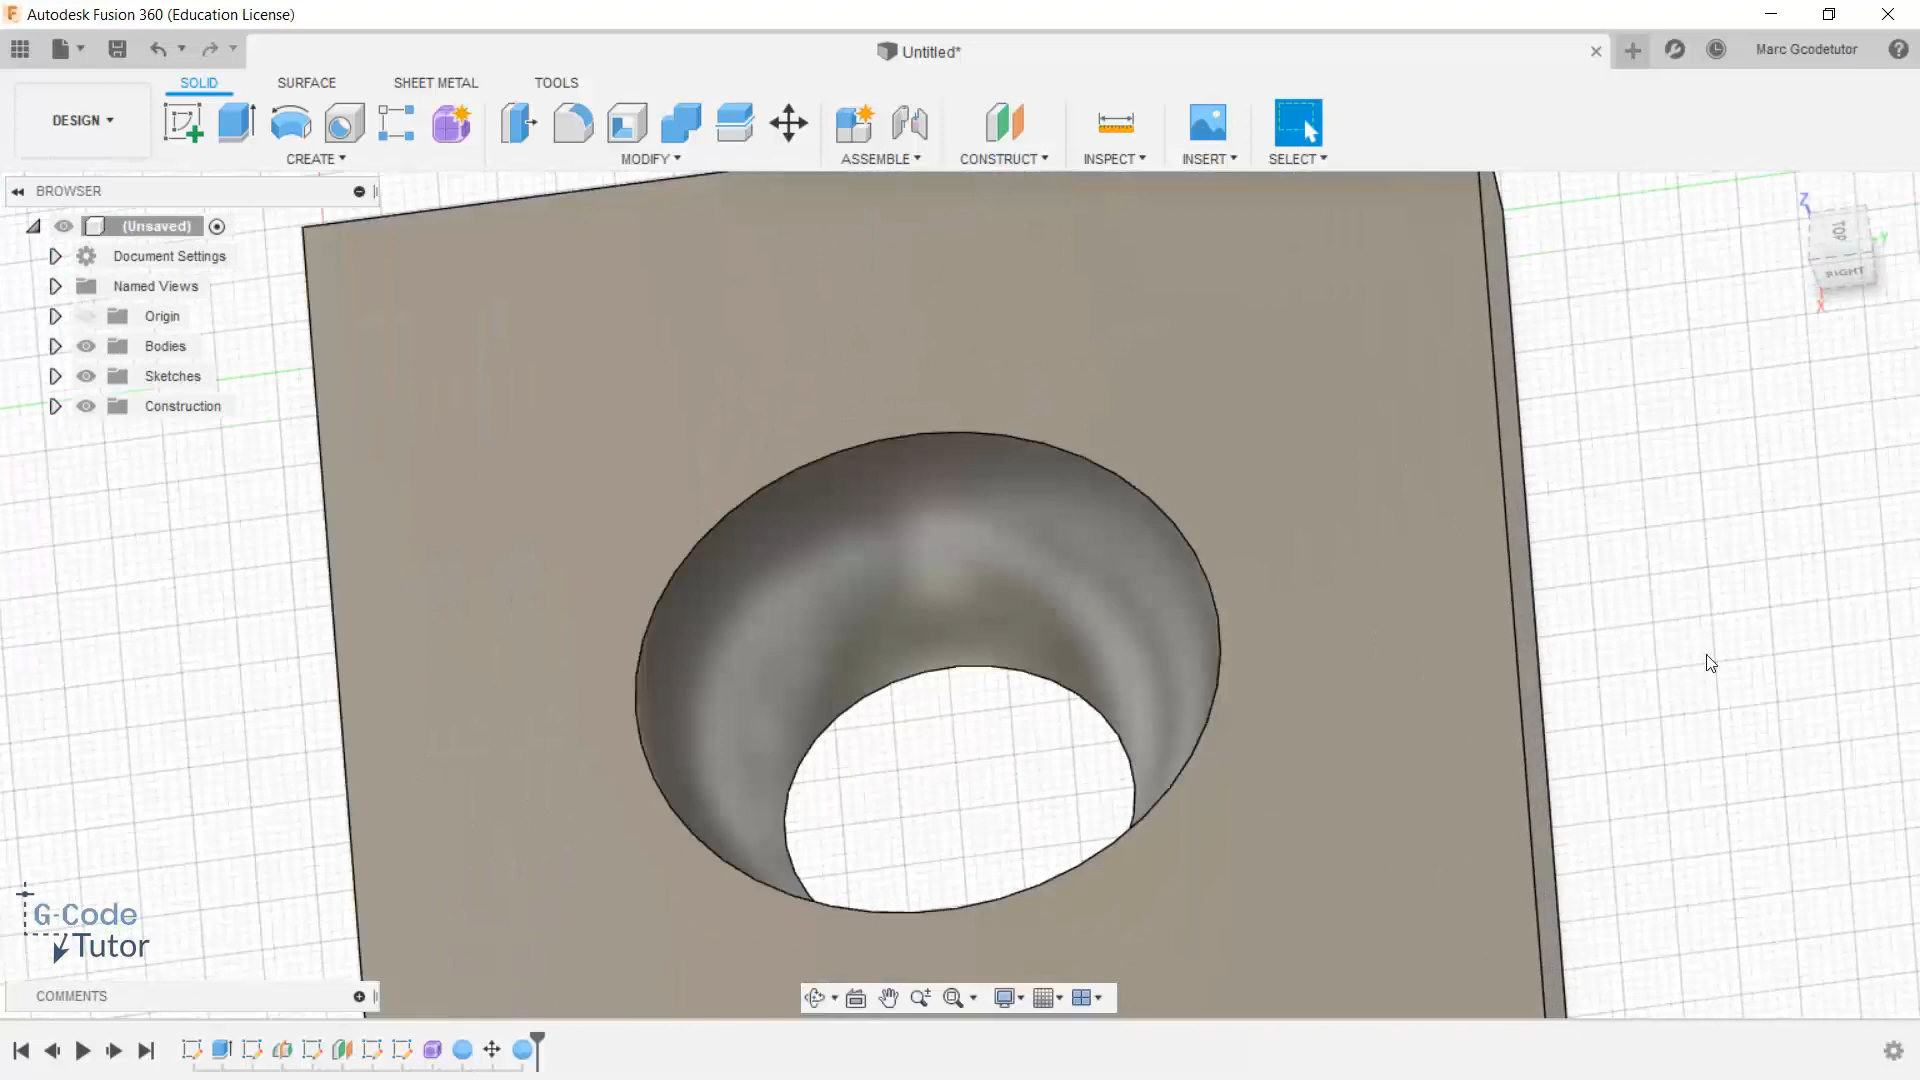 Autodesk Fusion 360 (Education License)
Untitled*
Marc Gcodetutor
SOLID
SURFACE
SHEET METAL
TOOLS
DESIGN
CREATE
MODIFY
ASSEMBLE
CONSTRUCT
INSPECT
INSERT
SELECT
BROWSER
(Unsaved)
Document Settings
Named Views
Origin
Bodies
Sketches
Construction
Z
TOP
Y
RIGHT
X
G-Code
Tutor
COMMENTS